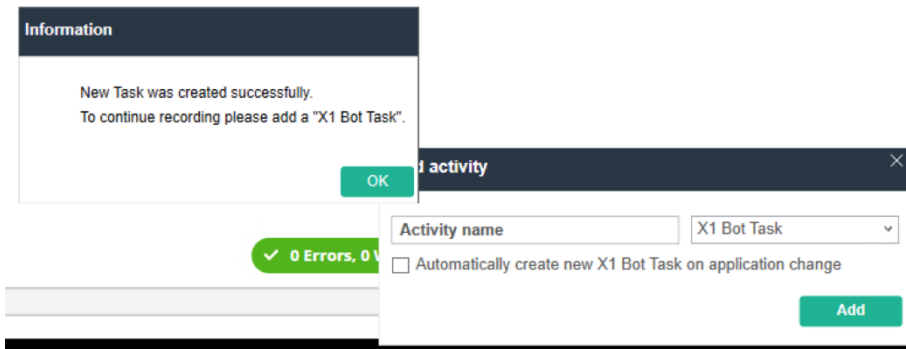 Information
New Task was created successfully.
To continue recording please add a "X1 Bot Task".
OK
activity
Activity name
X1 Bot Task
0 Errors, 0
Automatically create new X1 Bot Task on application change
Add